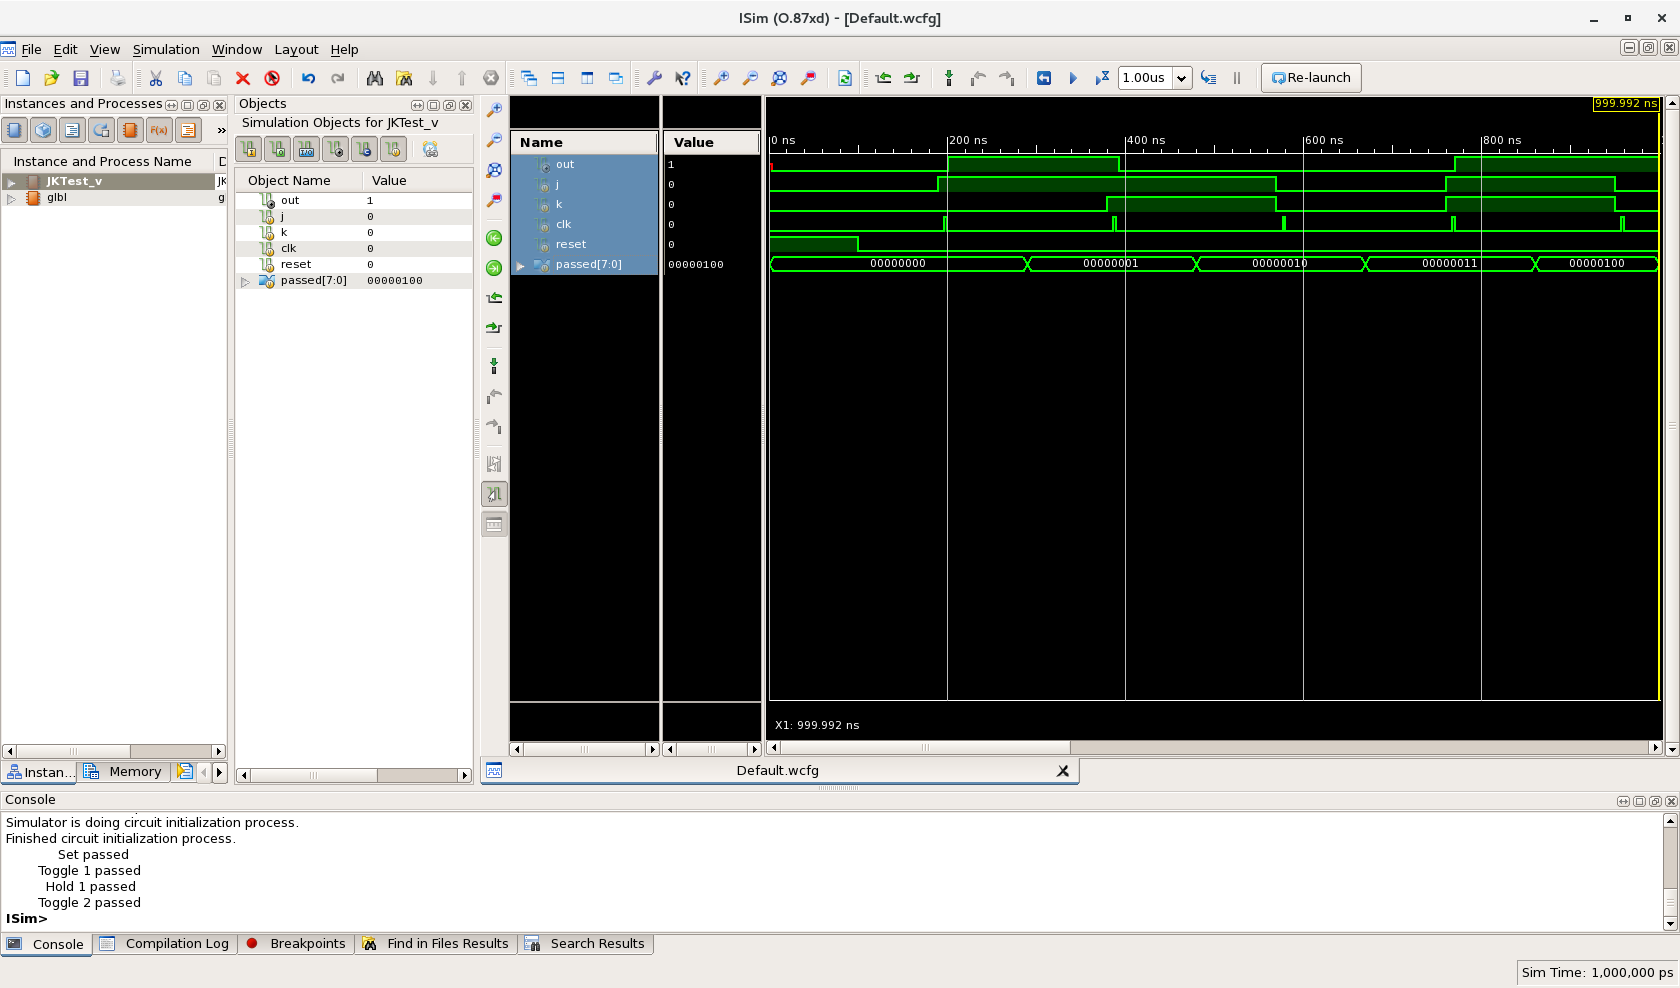 ISim (O.87xd) - [Default.wcfg]
File Edit View Simulation Window Layout Help
1.00us
Re-launch
Instances and Processes
Objects
Simulation Objects for JKTest_v
f(x)
»
Instance and Process Name D
JKTest_v JK
glbl g
Object Name Value
out 1
j 0
k 0
clk 0
reset 0
passed[7:0] 00000100
Name Value
out 1
j 0
k 0
clk 0
reset 0
passed[7:0] 00000100
999.992 ns
0 ns 200 ns 400 ns 600 ns 800 ns
00000000 00000001 00000010 00000011 00000100
X1: 999.992 ns
Instan... Memory
Default.wcfg
Console
Simulator is doing circuit initialization process.
Finished circuit initialization process.
Set passed
Toggle 1 passed
Hold 1 passed
Toggle 2 passed
ISim>
Console Compilation Log Breakpoints Find in Files Results Search Results
Sim Time: 1,000,000 ps